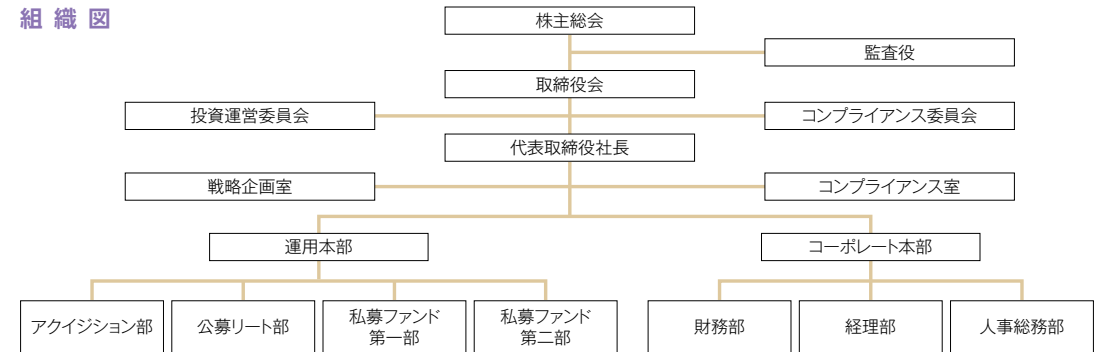 組織図
株主総会
監査役
取締役会
投資運営委員会
コンプライアンス委員会
代表取締役社長
戦略企画室
コンプライアンス室
運用本部
コーポレート本部
アクイジション部
公募リート部
私募ファンド
第一部
私募ファンド
第二部
財務部
経理部
人事総務部